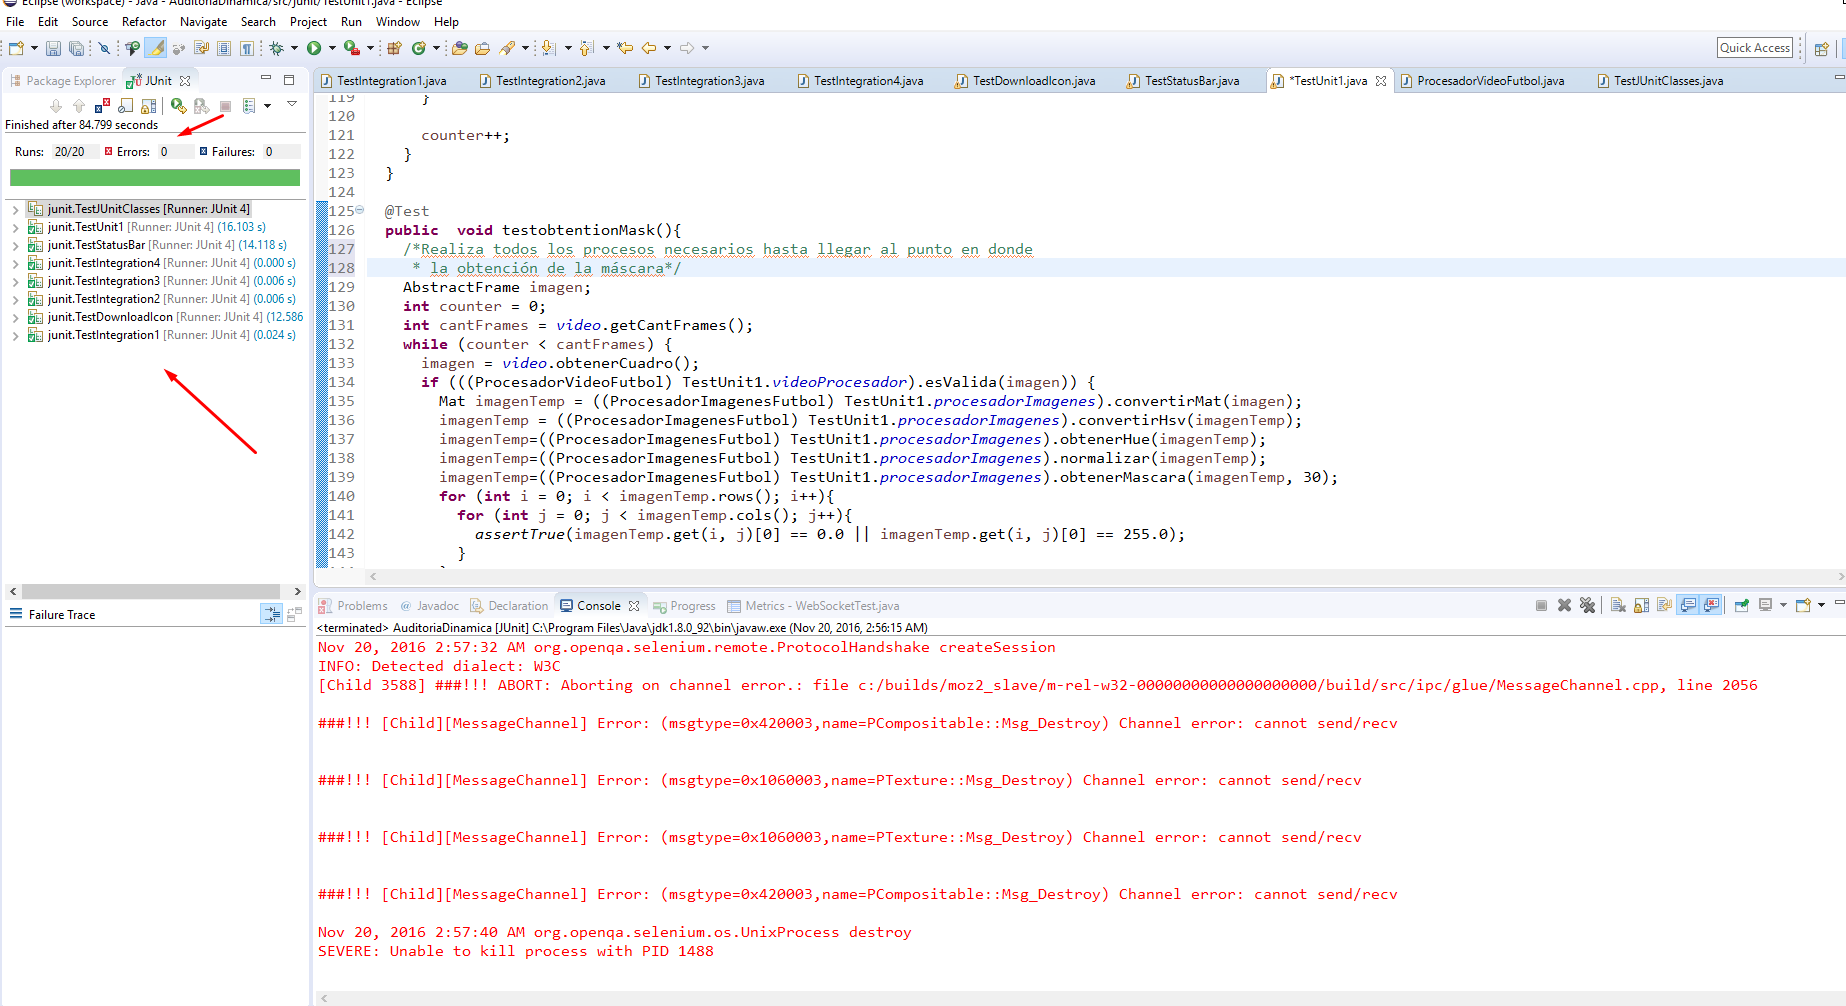 Eclipse (workspace) - Java - AuditoriaDinamica/src/junit/TestUnit1.java - Eclipse
File Edit Source Refactor Navigate Search Project Run Window Help
Quick Access
Package Explorer JUnit
Finished after 84.799 seconds
Runs: 20/20 Errors: 0 Failures: 0
junit.TestJUnitClasses [Runner: JUnit 4]
junit.TestUnit1 [Runner: JUnit 4] (16.103 s)
junit.TestStatusBar [Runner: JUnit 4] (14.118 s)
junit.TestIntegration4 [Runner: JUnit 4] (0.000 s)
junit.TestIntegration3 [Runner: JUnit 4] (0.006 s)
junit.TestIntegration2 [Runner: JUnit 4] (0.006 s)
junit.TestDownloadIcon [Runner: JUnit 4] (12.586
junit.TestIntegration1 [Runner: JUnit 4] (0.024 s)
Failure Trace
TestIntegration1.java TestIntegration2.java TestIntegration3.java TestIntegration4.java TestDownloadIcon.java TestStatusBar.java *TestUnit1.java ProcesadorVideoFutbol.java TestJUnitClasses.java
119 }
120
121 counter++;
122 }
123 }
124
125 @Test
126 public void testobtentionMask(){
127 /*Realiza todos los procesos necesarios hasta llegar al punto en donde
128 * la obtención de la máscara*/
129 AbstractFrame imagen;
130 int counter = 0;
131 int cantFrames = video.getCantFrames();
132 while (counter < cantFrames) {
133 imagen = video.obtenerCuadro();
134 if (((ProcesadorVideoFutbol) TestUnit1.videoProcesador).esValida(imagen)) {
135 Mat imagenTemp = ((ProcesadorImagenesFutbol) TestUnit1.procesadorImagenes).convertirMat(imagen);
136 imagenTemp = ((ProcesadorImagenesFutbol) TestUnit1.procesadorImagenes).convertirHsv(imagenTemp);
137 imagenTemp=((ProcesadorImagenesFutbol) TestUnit1.procesadorImagenes).obtenerHue(imagenTemp);
138 imagenTemp=((ProcesadorImagenesFutbol) TestUnit1.procesadorImagenes).normalizar(imagenTemp);
139 imagenTemp=((ProcesadorImagenesFutbol) TestUnit1.procesadorImagenes).obtenerMascara(imagenTemp, 30);
140 for (int i = 0; i < imagenTemp.rows(); i++){
141 for (int j = 0; j < imagenTemp.cols(); j++){
142 assertTrue(imagenTemp.get(i, j)[0] == 0.0 || imagenTemp.get(i, j)[0] == 255.0);
143 }
Problems Javadoc Declaration Console Progress Metrics - WebSocketTest.java
<terminated> AuditoriaDinamica [JUnit] C:\Program Files\Java\jdk1.8.0_92\bin\javaw.exe (Nov 20, 2016, 2:56:15 AM)
Nov 20, 2016 2:57:32 AM org.openqa.selenium.remote.ProtocolHandshake createSession
INFO: Detected dialect: W3C
[Child 3588] ###!!! ABORT: Aborting on channel error.: file c:/builds/moz2_slave/m-rel-w32-00000000000000000000/build/src/ipc/glue/MessageChannel.cpp, line 2056
###!!! [Child][MessageChannel] Error: (msgtype=0x420003,name=PCompositable::Msg_Destroy) Channel error: cannot send/recv
###!!! [Child][MessageChannel] Error: (msgtype=0x1060003,name=PTexture::Msg_Destroy) Channel error: cannot send/recv
###!!! [Child][MessageChannel] Error: (msgtype=0x1060003,name=PTexture::Msg_Destroy) Channel error: cannot send/recv
###!!! [Child][MessageChannel] Error: (msgtype=0x420003,name=PCompositable::Msg_Destroy) Channel error: cannot send/recv
Nov 20, 2016 2:57:40 AM org.openqa.selenium.os.UnixProcess destroy
SEVERE: Unable to kill process with PID 1488